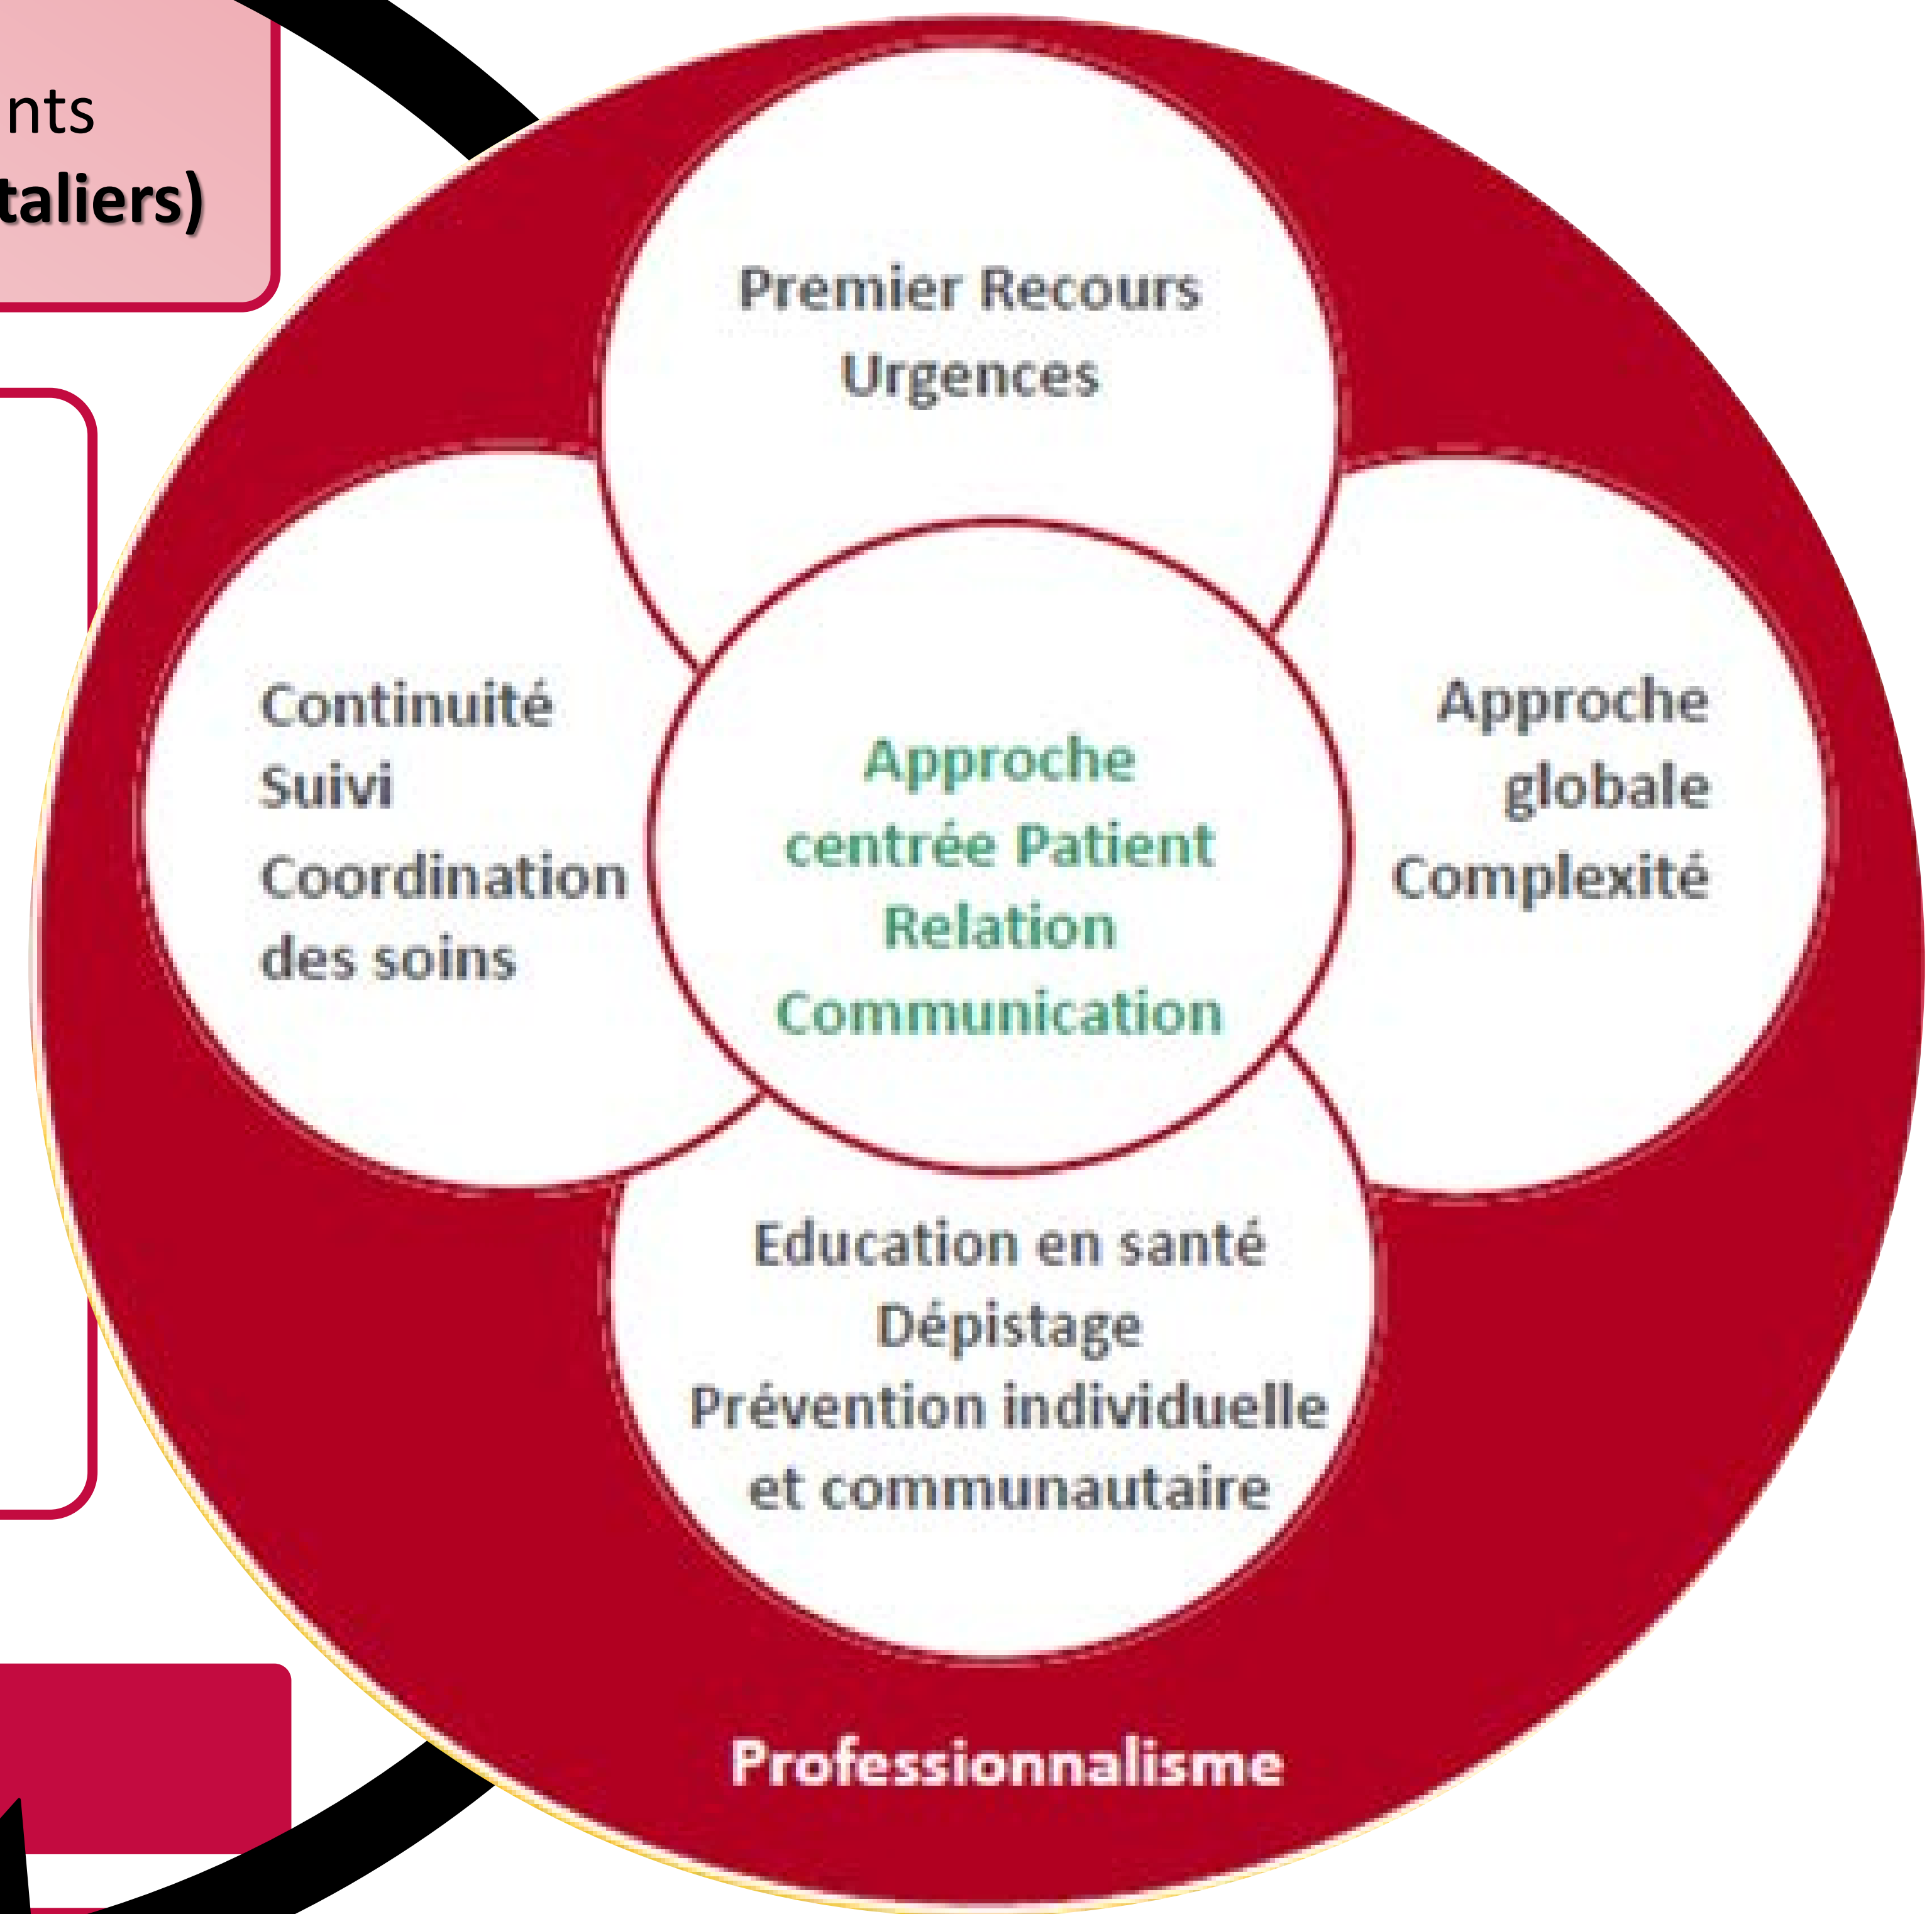 nts
taliers)
Premier Recours
Urgences
Continuité
Suivi
Coordination
des soins
Approche
centrée Patient
Relation
Communication
Approche
globale
Complexité
Education en santé
Dépistage
Prévention individuelle
et communautaire
Professionnalisme